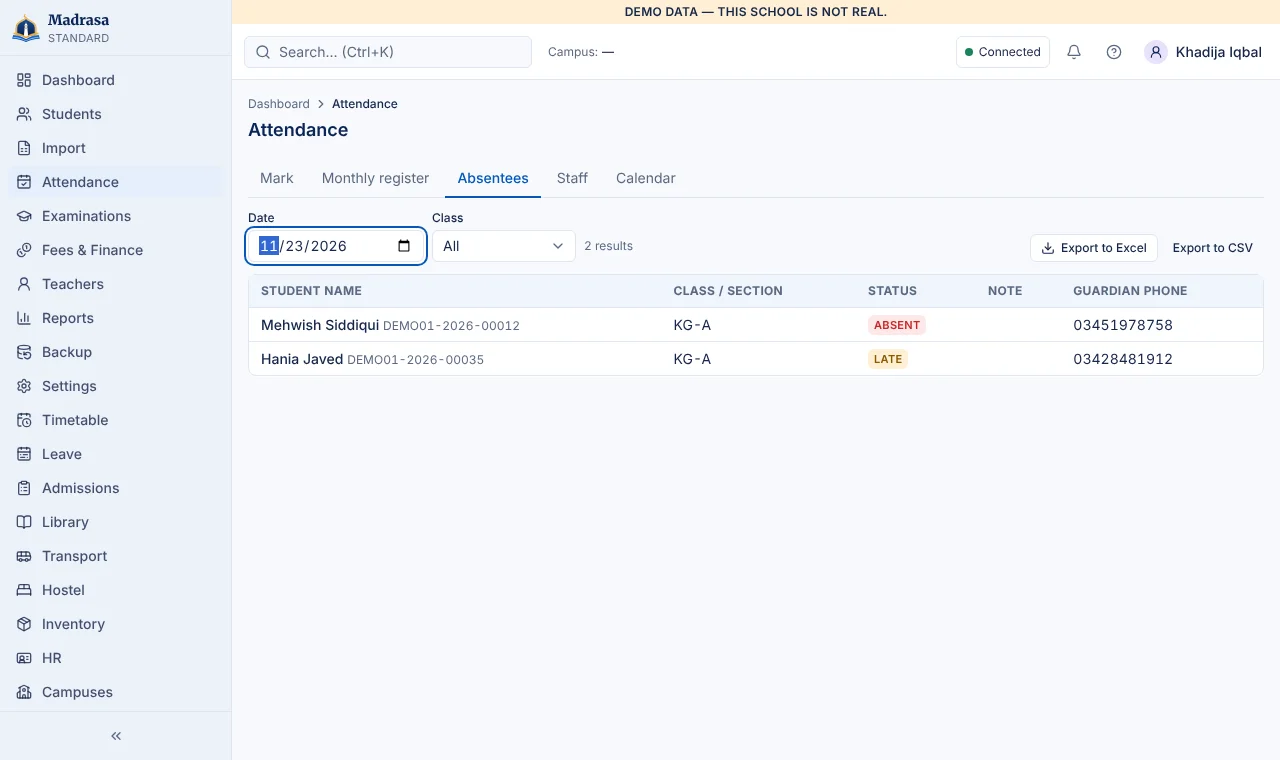 DEMO DATA — THIS SCHOOL IS NOT REAL.
Madrasa
STANDARD
Search... (Ctrl+K)
Campus: —
Connected
Khadija Iqbal
Dashboard
Students
Import
Attendance
Examinations
Fees & Finance
Teachers
Reports
Backup
Settings
Timetable
Leave
Admissions
Library
Transport
Hostel
Inventory
HR
Campuses
Dashboard > Attendance
Attendance
Mark Monthly register Absentees Staff Calendar
Date Class
11/23/2026 All 2 results Export to Excel Export to CSV
STUDENT NAME CLASS / SECTION STATUS NOTE GUARDIAN PHONE
Mehwish Siddiqui DEMO01-2026-00012 KG-A ABSENT 03451978758
Hania Javed DEMO01-2026-00035 KG-A LATE 03428481912